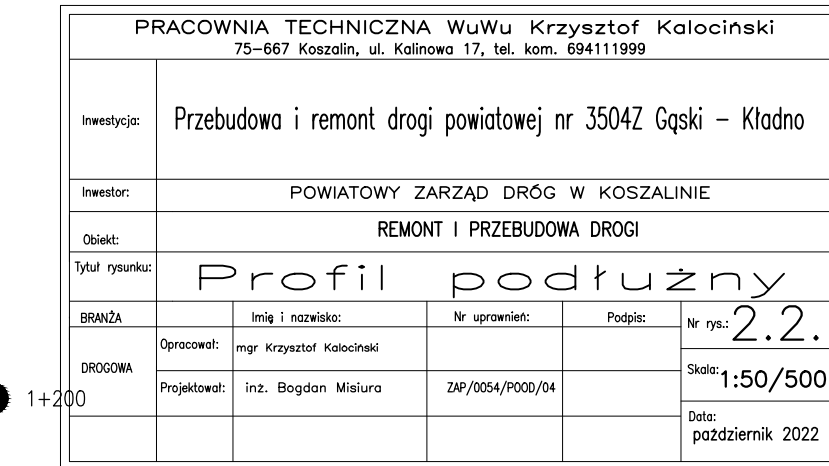 PRACOWNIA TECHNICZNA WuWu Krzysztof Kalociński
75-667 Koszalin, ul. Kalinowa 17, tel. kom. 694111999
Inwestycja: Przebudowa i remont drogi powiatowej nr 3504Z Gąski - Kładno
Inwestor: POWIATOWY ZARZĄD DRÓG W KOSZALINIE
Obiekt: REMONT I PRZEBUDOWA DROGI
Tytuł rysunku: Profil podłużny
BRANŻA Imię i nazwisko: Nr uprawnień: Podpis: Nr rys.: 2.2.
DROGOWA
Opracował: mgr Krzysztof Kalociński
Skala: 1:50/500
Projektował: inż. Bogdan Misiura ZAP/0054/POOD/04
1+200
Data:
październik 2022